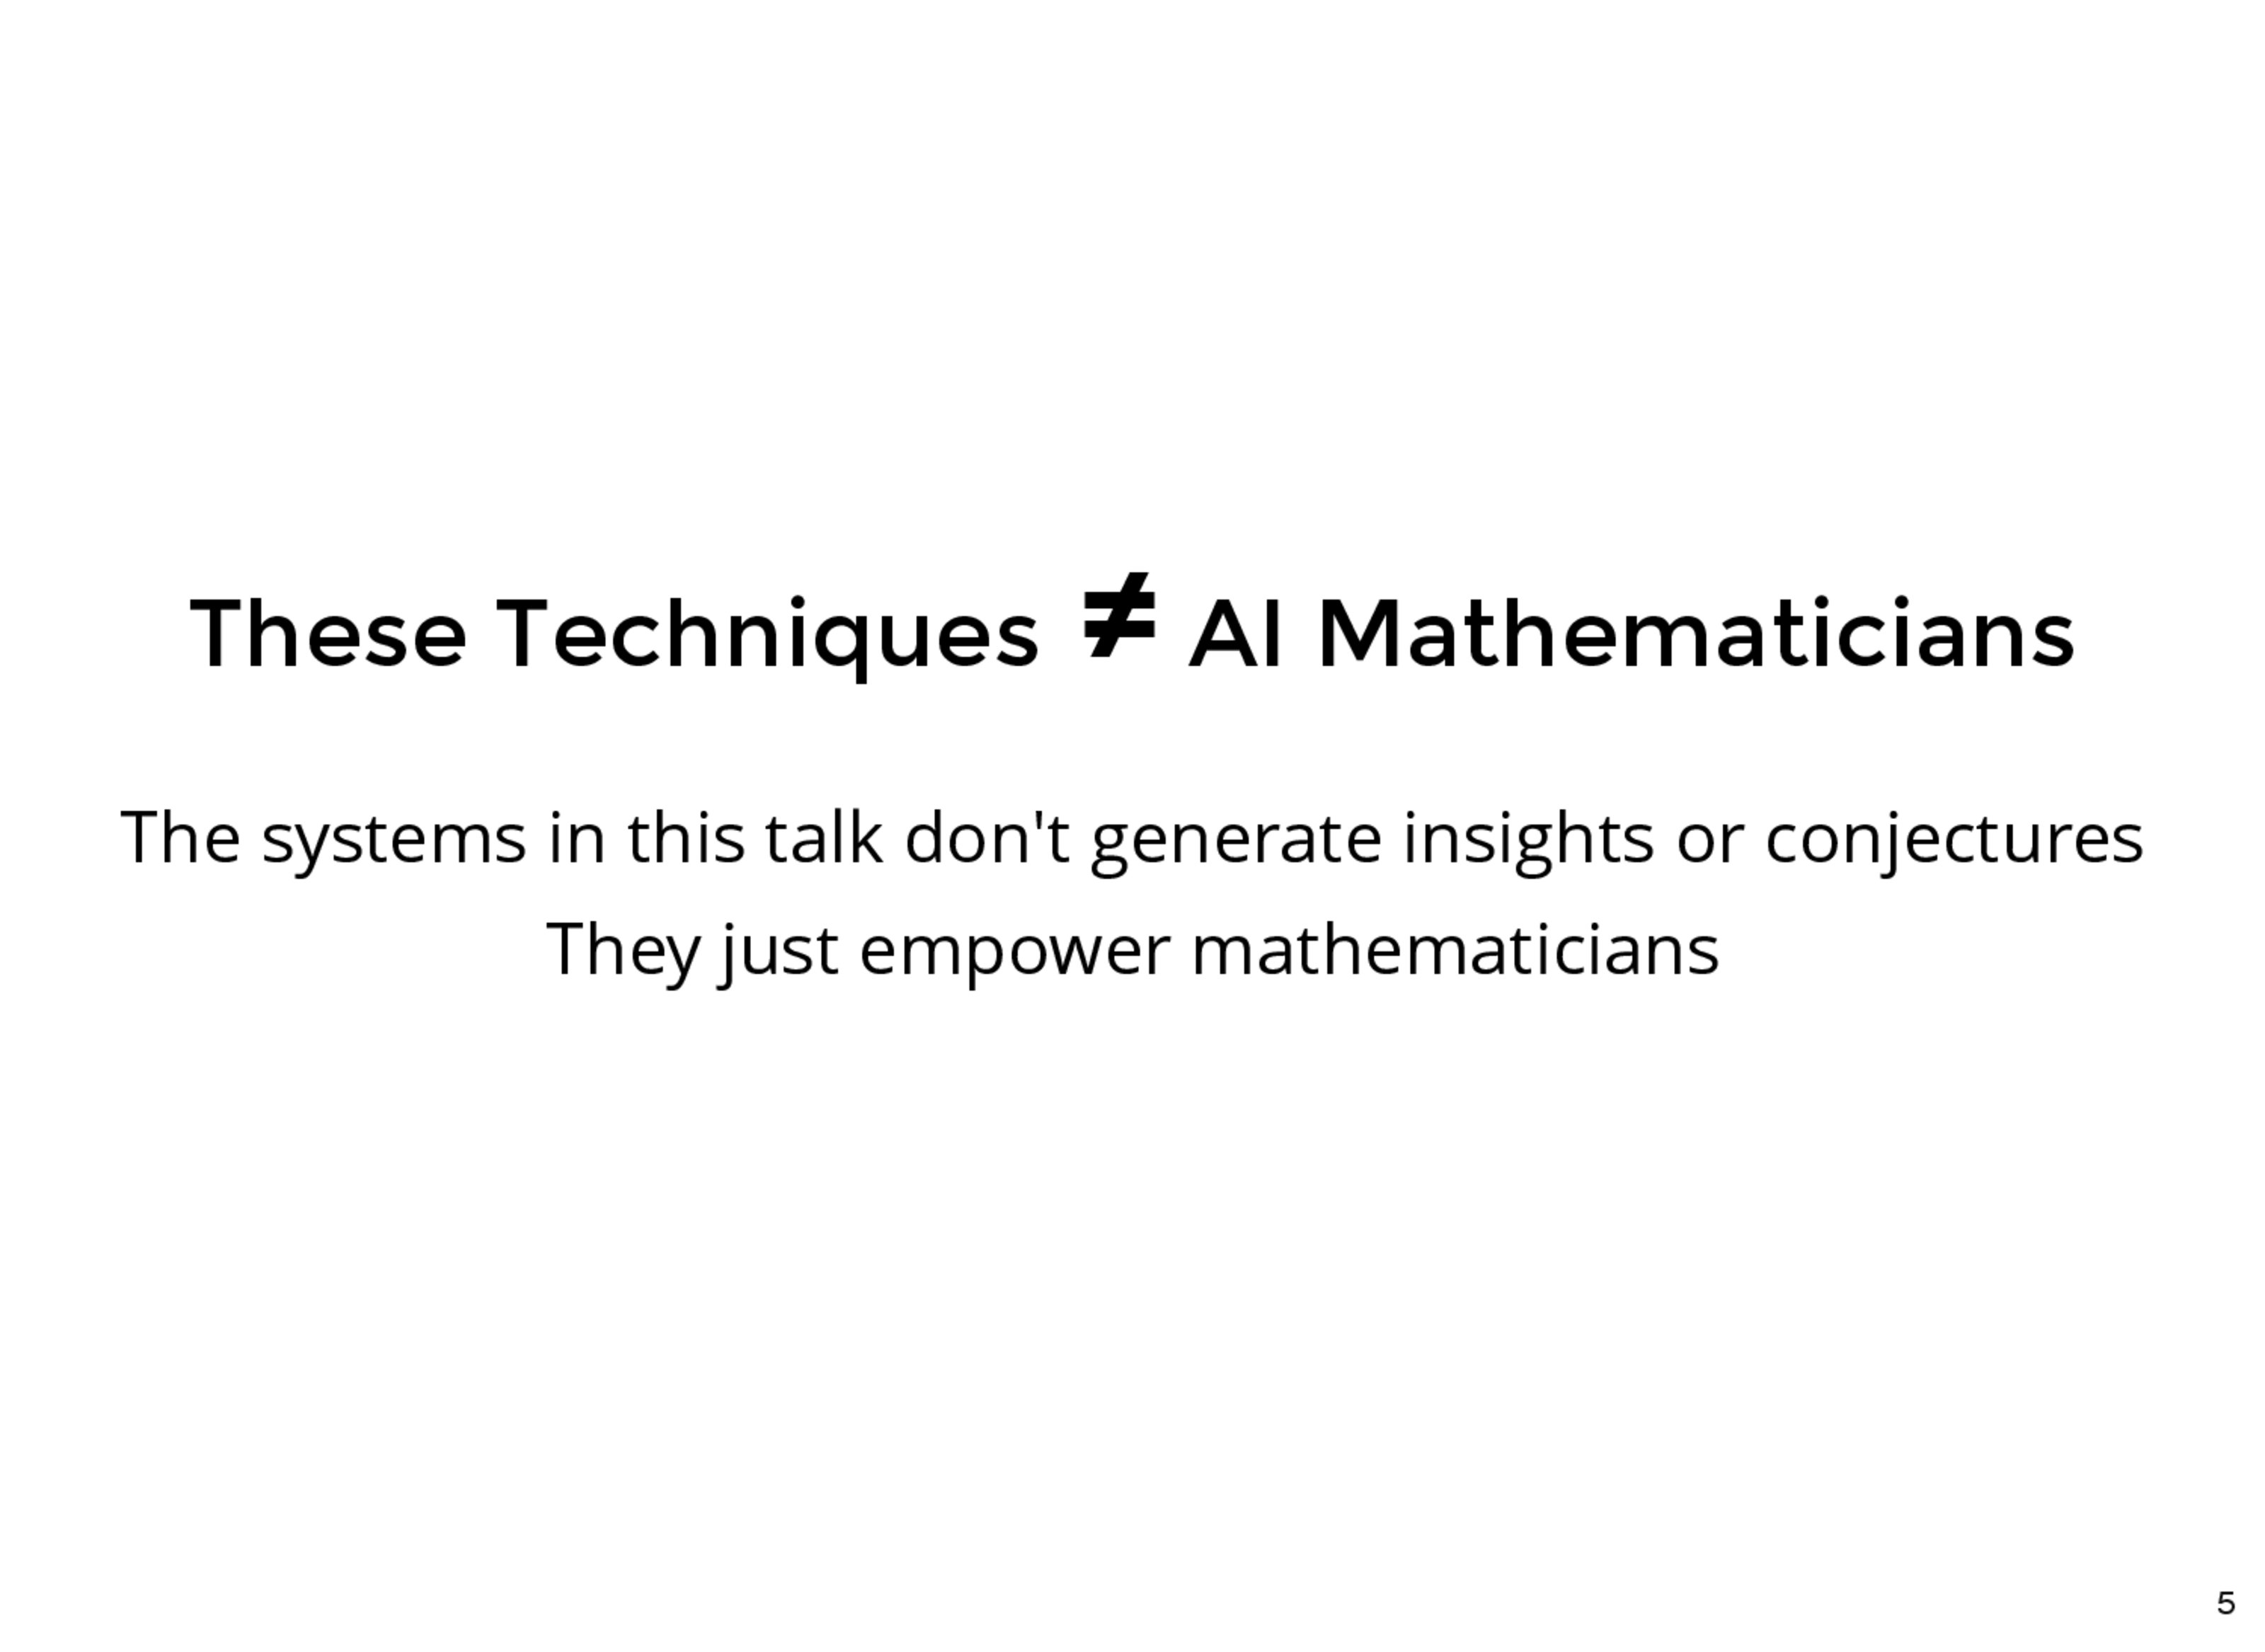 These Techniques ≠ AI Mathematicians
The systems in this talk don't generate insights or conjectures
They just empower mathematicians
5